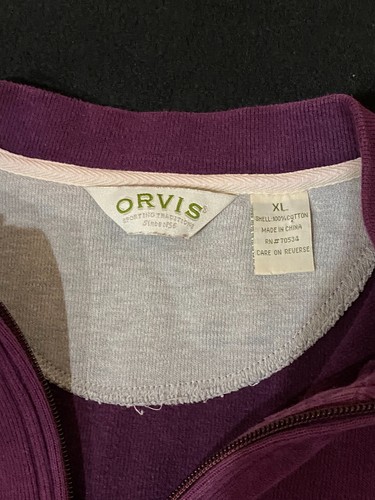 ORVIS
SPORTING TRADITIONS
Since 1856
XL
SHELL:100%COTTON
MADE IN CHINA
RN#70534
CARE ON REVERSE